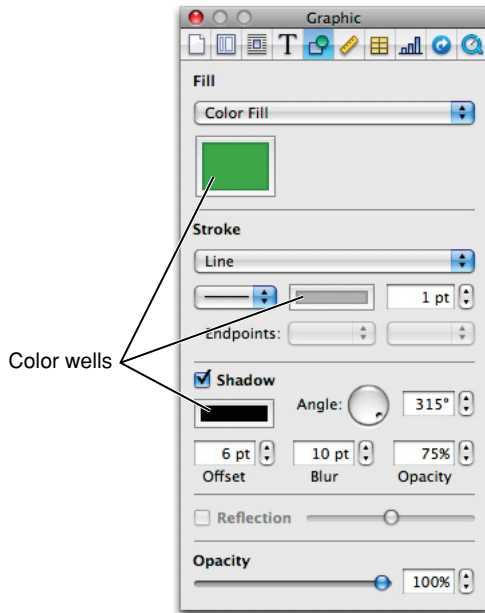 Graphic
T
Fill
Color Fill
Stroke
Line
1 pt
Endpoints:
Color wells
Shadow
Angle: 315°
6 pt 10 pt 75%
Offset Blur Opacity
Reflection
Opacity
100%